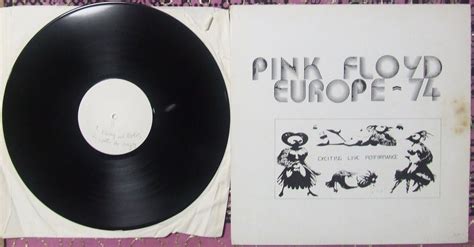 PINK FLOYD
EUROPE-74
EXCITING LIVE PERFORMANCE